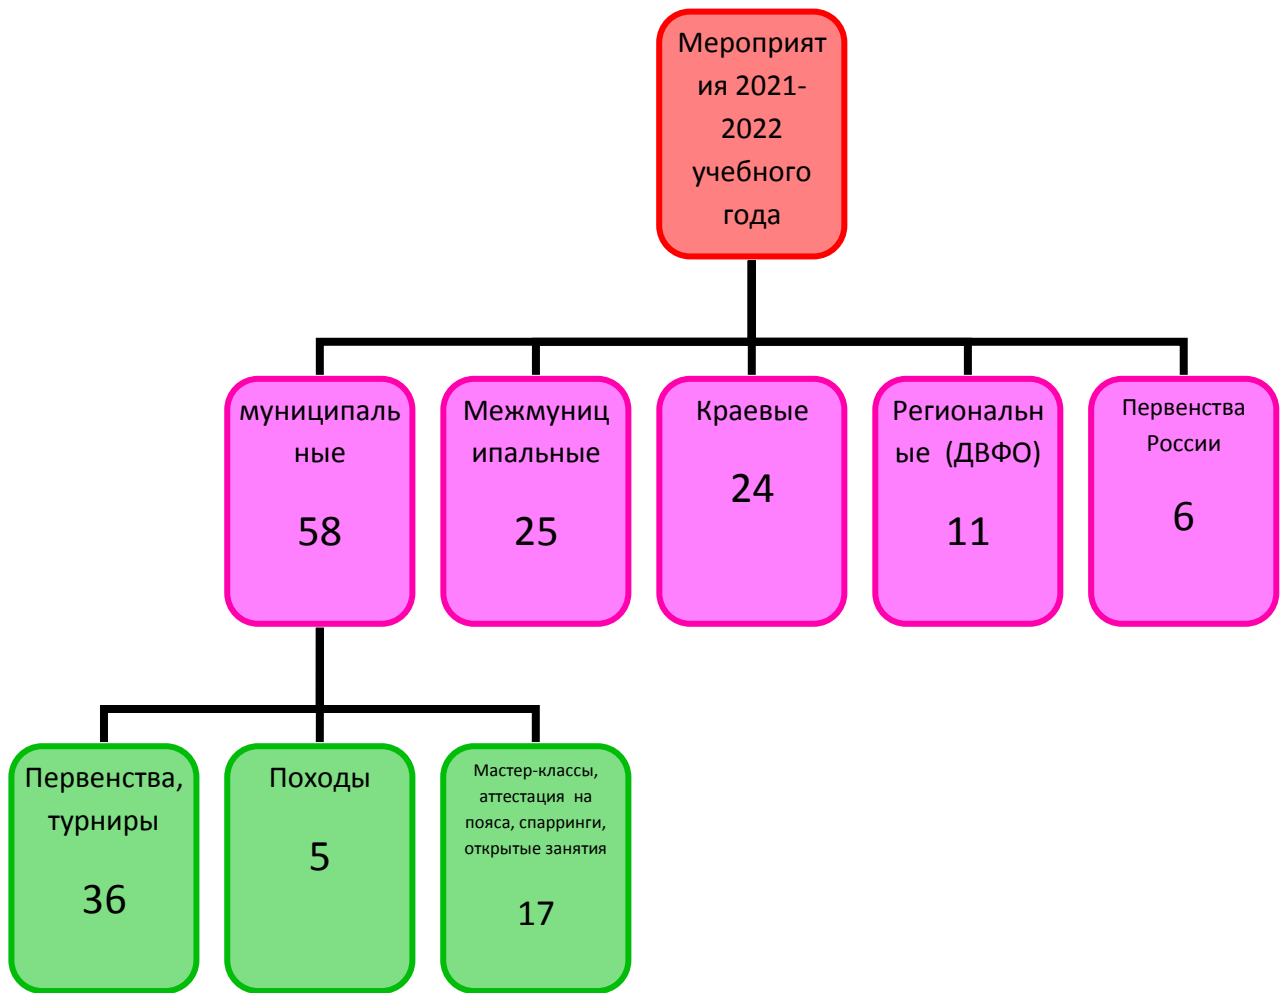 Мероприят
ия 2021-
2022
учебного
года
муниципаль
ные
58
Межмуниц
ипальные
25
Краевые
24
Региональн
ые (ДВФО)
11
Первенства
России
6
Первенства,
турниры
36
Походы
5
Мастер-классы,
аттестация на
пояса, спарринги,
открытые занятия
17